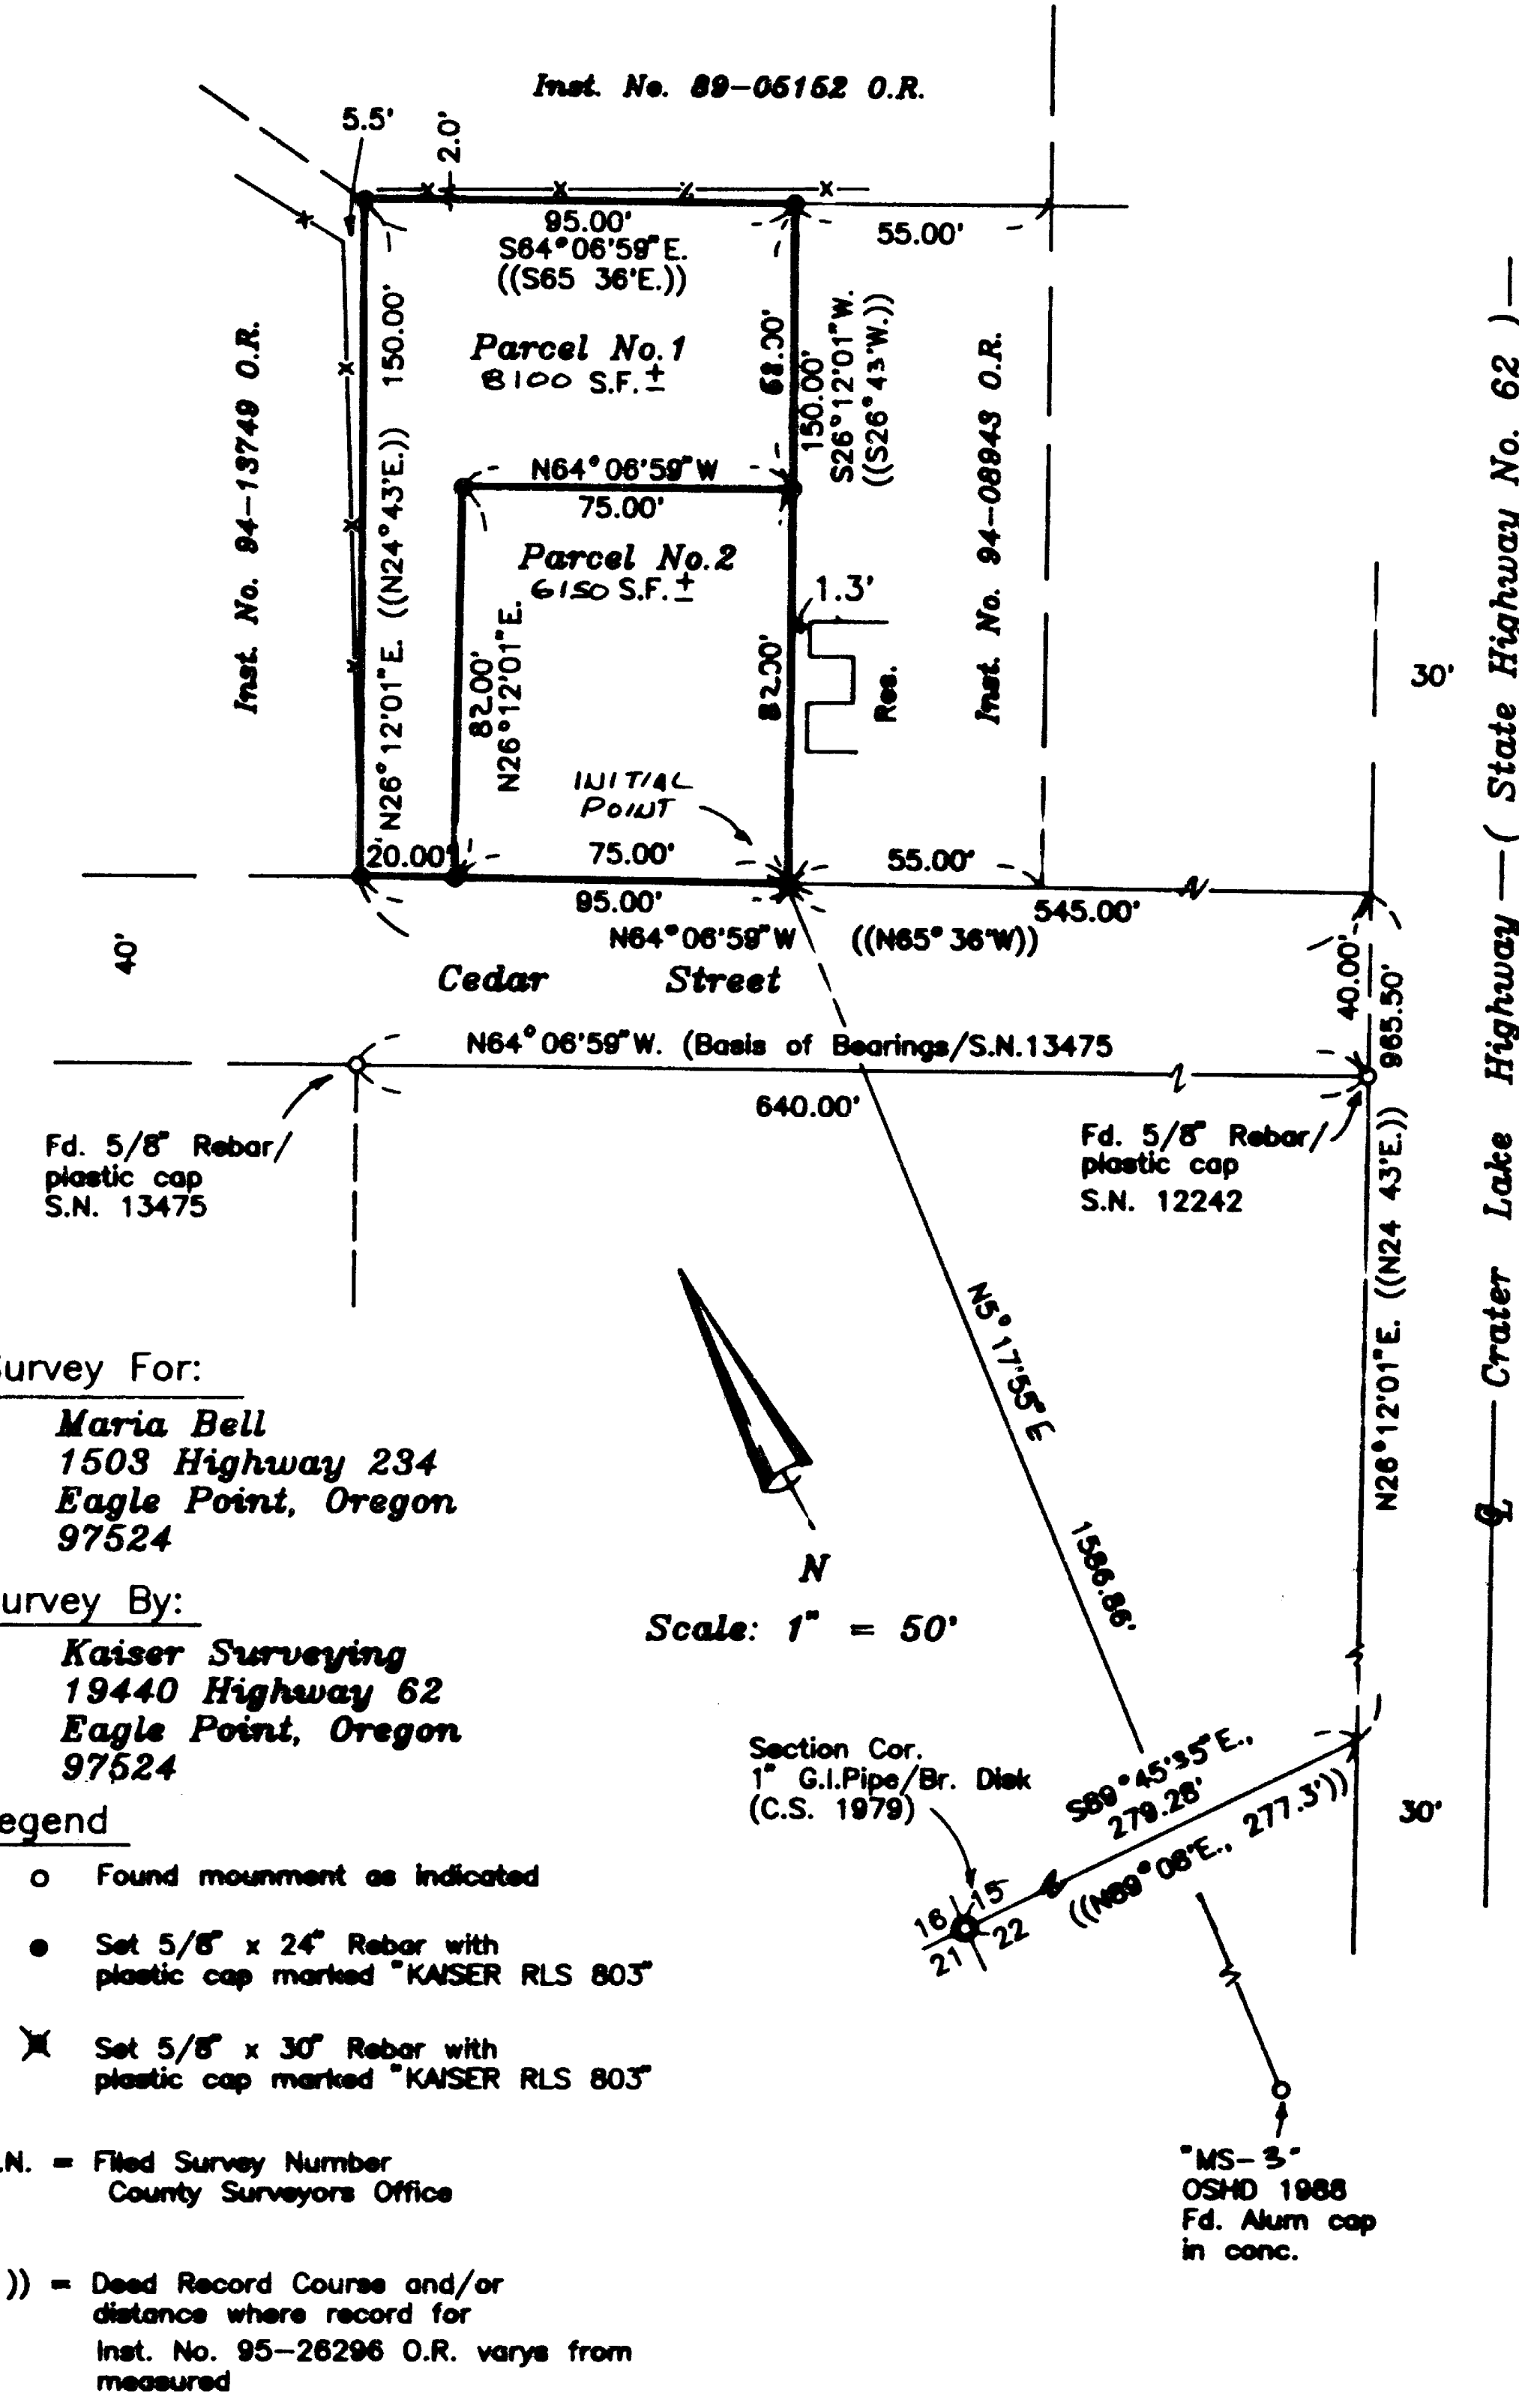 Inst. No. 89-05152 O.R.
5.5'
2.0'
95.00'
S64°06'59"E.
((S65 36'E.))
55.00'
Inst. No. 94-13749 O.R.
N26°12'01"E. ((N24°43'E.)) 150.00'
Parcel No.1
8100 S.F.±
68.00'
150.00'
S26°12'01"W.
((S26°43'W.))
Inst. No. 94-08943 O.R.
N64°06'59"W
75.00'
Parcel No.2
6150 S.F.±
82.00'
N26°12'01"E.
82.00'
1.3'
Res.
30'
INITIAL
POINT
20.00'
75.00'
55.00'
95.00'
545.00'
N64°06'59"W ((N65°36'W))
40'
Cedar Street
40.00'
965.50'
N64°06'59"W. (Basis of Bearings/S.N.13475
640.00'
Fd. 5/8" Rebar/
plastic cap
S.N. 13475
Fd. 5/8" Rebar/
plastic cap
S.N. 12242
N26°12'01"E. ((N24 43'E.))
℄ Crater Lake Highway ( State Highway No. 62 )
N5°17'55"E
1586.86'
urvey For:
Maria Bell
1503 Highway 234
Eagle Point, Oregon
97524
N
Scale: 1" = 50'
urvey By:
Kaiser Surveying
19440 Highway 62
Eagle Point, Oregon
97524
Section Cor.
1" G.I.Pipe/Br. Disk
(C.S. 1979)
S89°45'35"E.,
279.28'
((N89°08'E., 277.3'))
30'
16 15
21 22
egend
Found mounment as indicated
Set 5/8" x 24" Rebar with
plastic cap marked "KAISER RLS 803"
Set 5/8" x 30" Rebar with
plastic cap marked "KAISER RLS 803"
.N. = Filed Survey Number
County Surveyors Office
"MS-3"
OSHD 1988
Fd. Alum cap
in conc.
)) = Deed Record Course and/or
distance where record for
Inst. No. 95-26296 O.R. varys from
measured